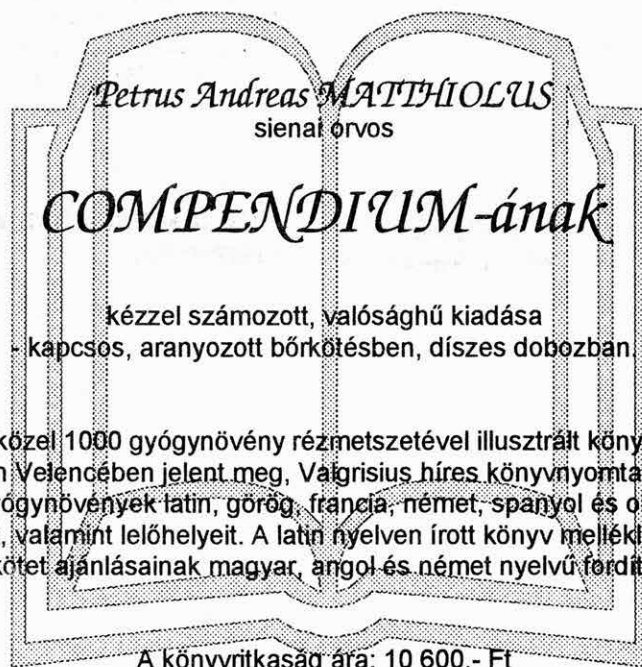 Petrus Andreas MATTHIOLUS
sienai orvos
COMPENDIUM-ának
kézzel számozott, valósághű kiadása
- kapcsos, aranyozott bőrkötésben, díszes dobozban.
közel 1000 gyógynövény rézmetszetével illusztrált köny
n Velencében jelent meg, Valgrisius híres könyvnyomta
ógynövények latin, görög, francia, német, spanyol és o
, valamint lelőhelyeit. A latin nyelven írott könyv mellékl
kötet ajánlásainak magyar, angol és német nyelvű fordít
A könyvritkaság ára: 10 600,- Ft